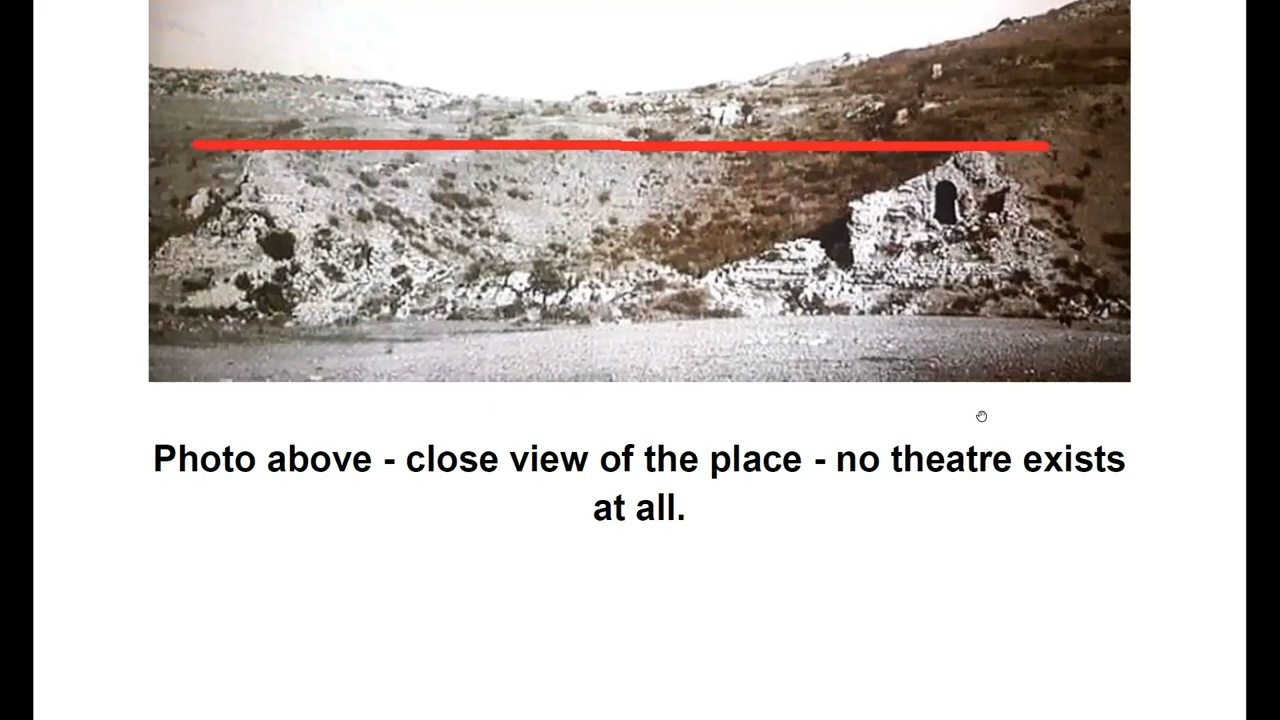 Photo above - close view of the place - no theatre exists
at all.